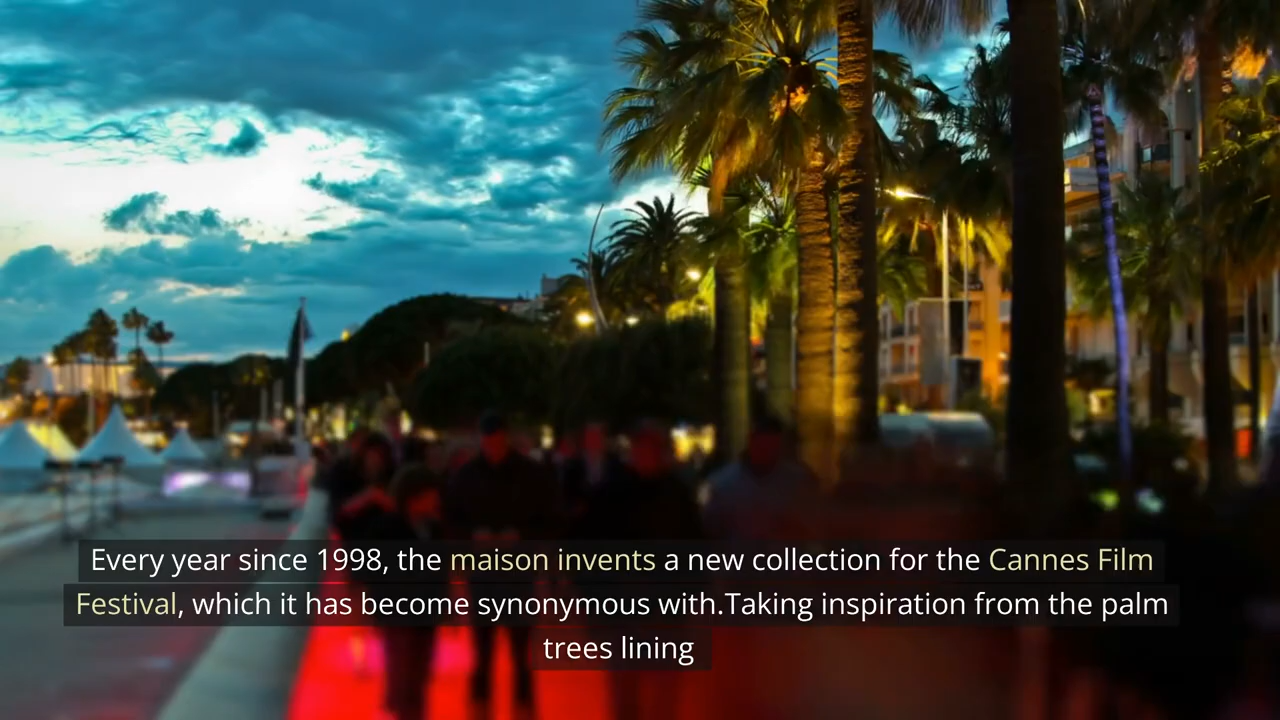 Every year since 1998, the maison invents a new collection for the Cannes Film
Festival, which it has become synonymous with.Taking inspiration from the palm
trees lining